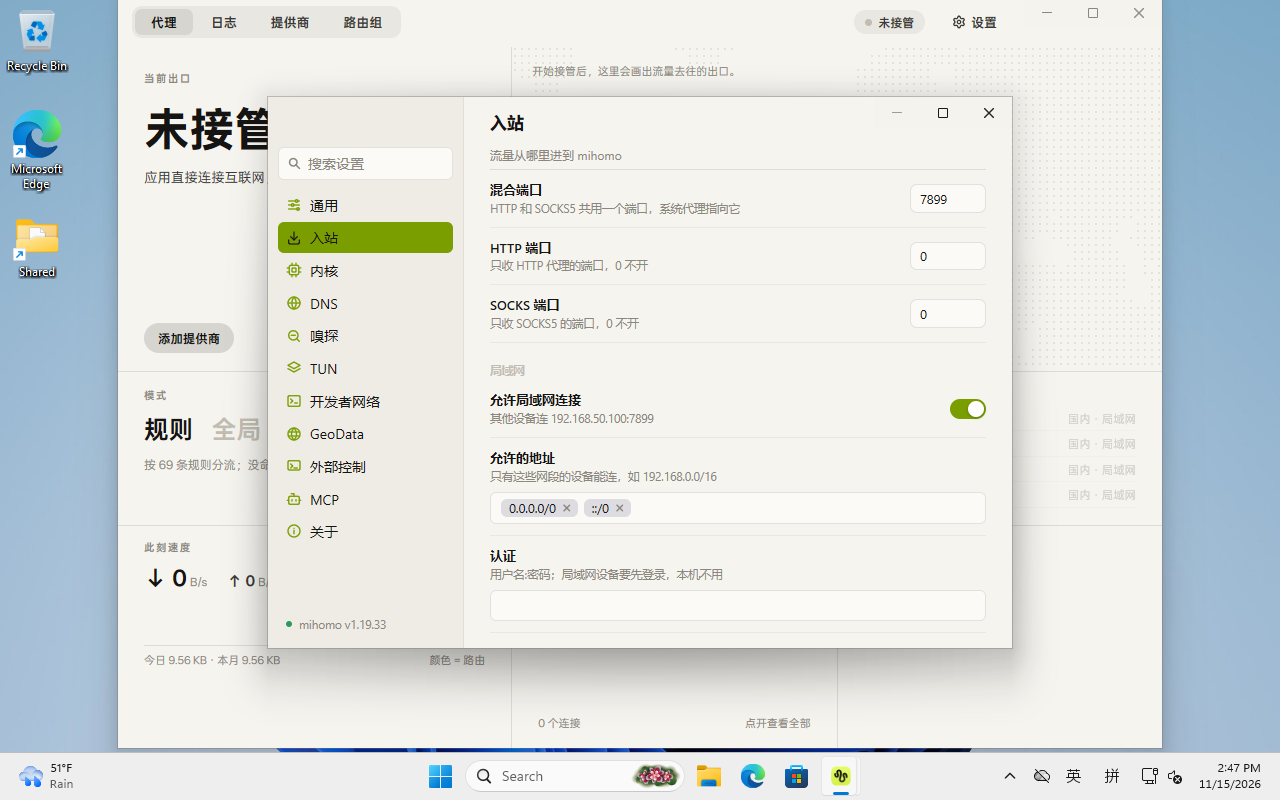 Recycle Bin
Microsoft Edge
Shared
代理
日志
提供商
路由组
未接管
设置
当前出口
未接管
应用直接连接互联网
开始接管后，这里会画出流量去往的出口。
添加提供商
模式
规则
全局
按 69 条规则分流；没命
此刻速度
↓ 0 B/s
↑ 0 B/
今日 9.56 KB · 本月 9.56 KB
颜色 = 路由
0 个连接
点开查看全部
国内 · 局域网
国内 · 局域网
国内 · 局域网
国内 · 局域网
搜索设置
通用
入站
内核
DNS
嗅探
TUN
开发者网络
GeoData
外部控制
MCP
关于
mihomo v1.19.33
入站
流量从哪里进到 mihomo
混合端口
HTTP 和 SOCKS5 共用一个端口，系统代理指向它
7899
HTTP 端口
只收 HTTP 代理的端口，0 不开
0
SOCKS 端口
只收 SOCKS5 的端口，0 不开
0
局域网
允许局域网连接
其他设备连 192.168.50.100:7899
允许的地址
只有这些网段的设备能连，如 192.168.0.0/16
0.0.0.0/0
::/0
认证
用户名:密码；局域网设备要先登录，本机不用
51°F
Rain
Search
英
拼
2:47 PM
11/15/2026